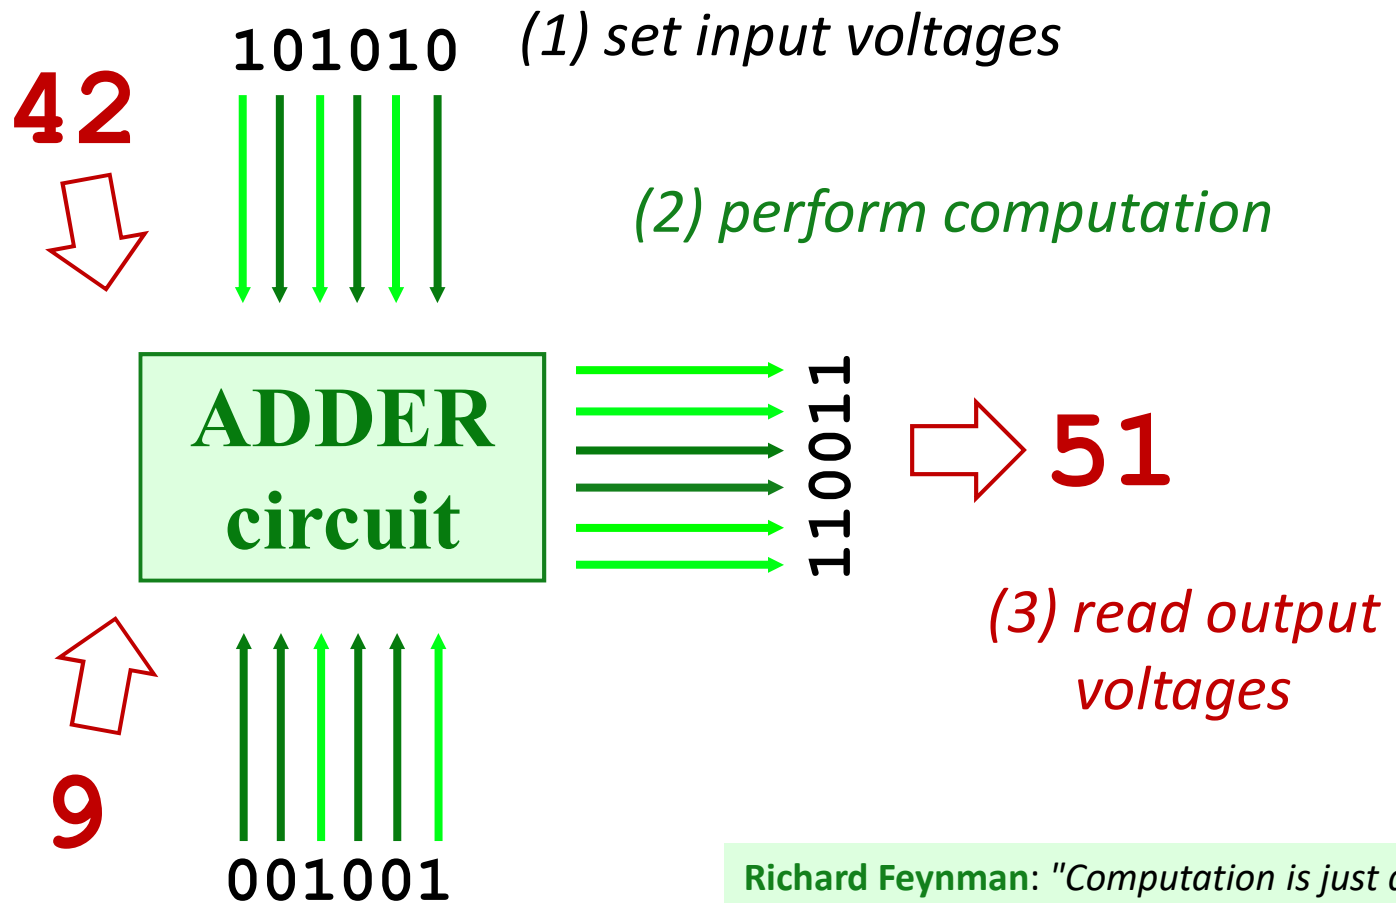 101010
(1) set input voltages
42
(2) perform computation
ADDER
circuit
110011
51
(3) read output
voltages
9
001001
Richard Feynman: "Computation is just